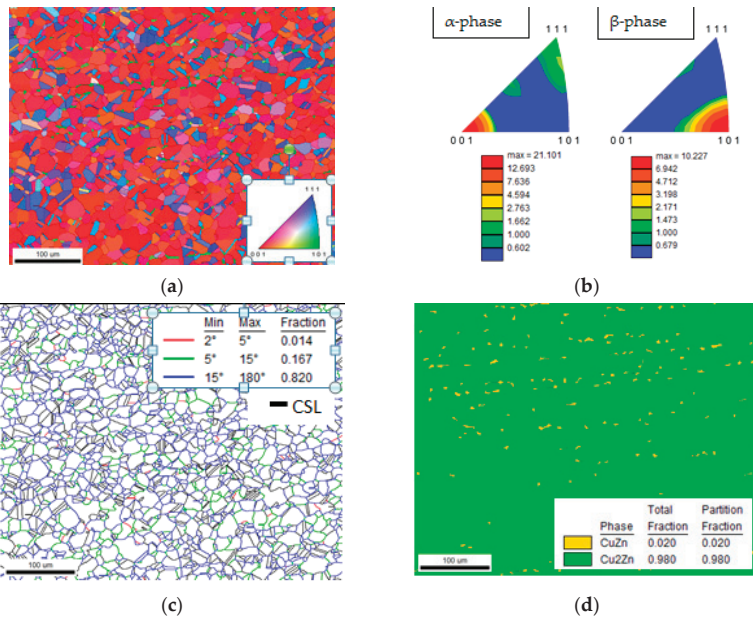 α-phase
β-phase
1 1 1
1 1 1
0 0 1
1 0 1
0 0 1
1 0 1
max = 21.101
12.693
7.636
4.594
2.763
1.662
1.000
0.602
max = 10.227
6.942
4.712
3.198
2.171
1.473
1.000
0.679
1 1 1
0 0 1
1 0 1
100 um
(a)
(b)
Min Max Fraction
2° 5° 0.014
5° 15° 0.167
15° 180° 0.820
CSL
100 um
Total Partition
Phase Fraction Fraction
CuZn 0.020 0.020
Cu2Zn 0.980 0.980
100 um
(c)
(d)